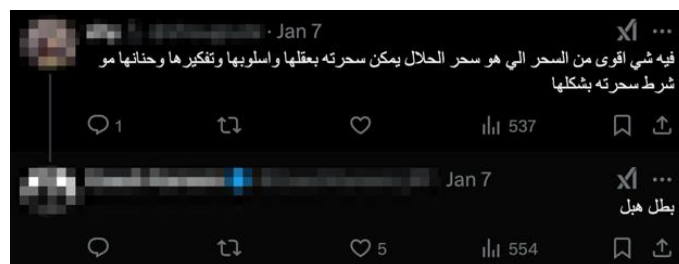 · Jan 7
فيه شي اقوى من السحر الي هو سحر الحلال يمكن سحرته بعقلها واسلوبها وتفكيرها وحنانها مو
شرط سحرته بشكلها
1 537
Jan 7
بطل هبل
5 554